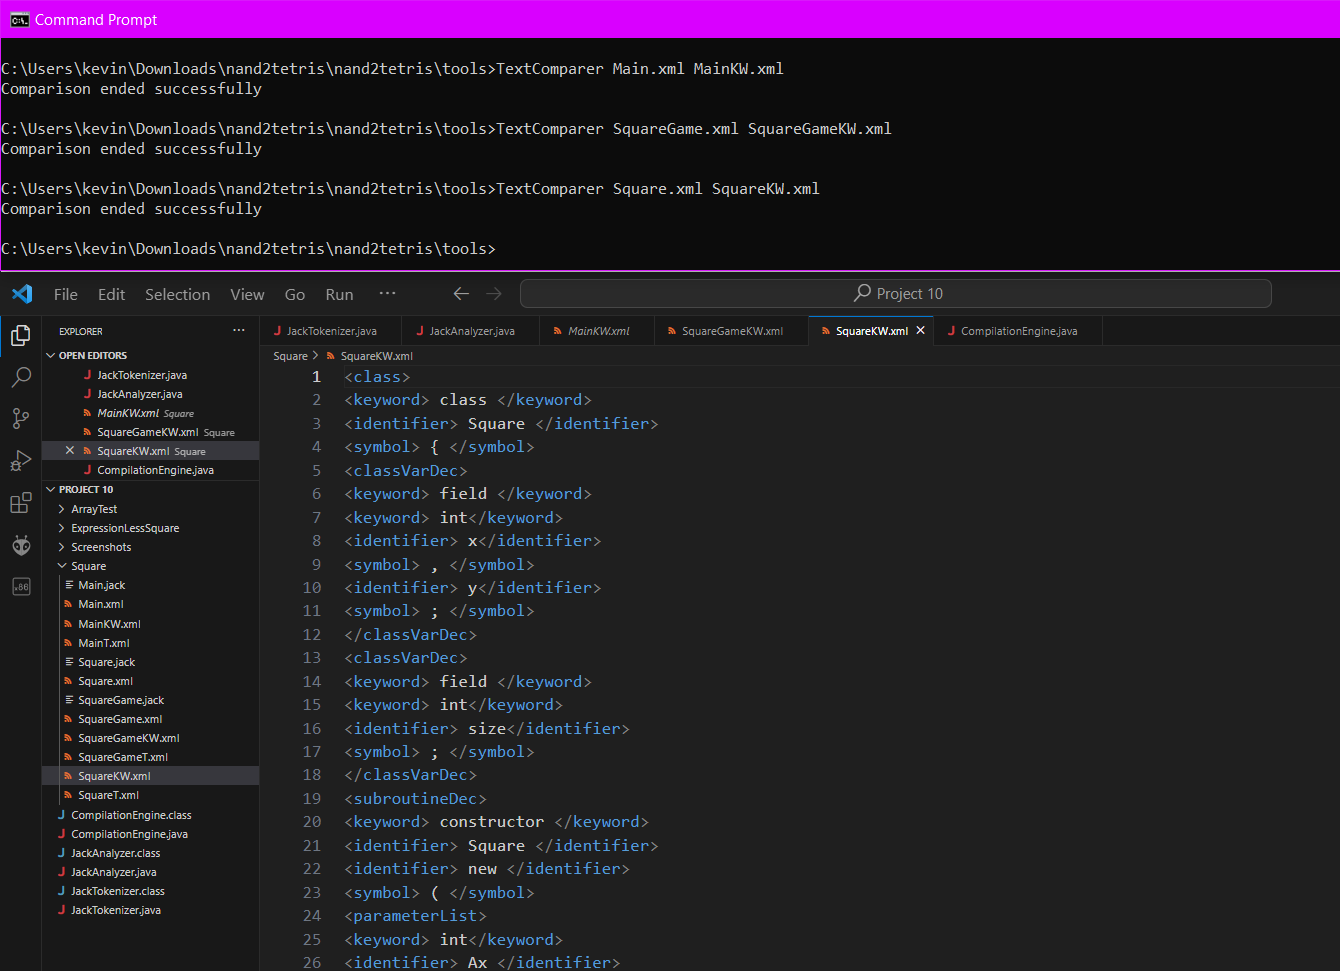 Command Prompt
C:\Users\kevin\Downloads\nand2tetris\nand2tetris\tools>TextComparer Main.xml MainKW.xml
Comparison ended successfully
C:\Users\kevin\Downloads\nand2tetris\nand2tetris\tools>TextComparer SquareGame.xml SquareGameKW.xml
Comparison ended successfully
C:\Users\kevin\Downloads\nand2tetris\nand2tetris\tools>TextComparer Square.xml SquareKW.xml
Comparison ended successfully
C:\Users\kevin\Downloads\nand2tetris\nand2tetris\tools>
File Edit Selection View Go Run ··· Project 10
EXPLORER ···
OPEN EDITORS
JackTokenizer.java
JackAnalyzer.java
MainKW.xml Square
SquareGameKW.xml Square
SquareKW.xml Square
CompilationEngine.java
PROJECT 10
ArrayTest
ExpressionLessSquare
Screenshots
Square
Main.jack
Main.xml
MainKW.xml
MainT.xml
Square.jack
Square.xml
SquareGame.jack
SquareGame.xml
SquareGameKW.xml
SquareGameT.xml
SquareKW.xml
SquareT.xml
CompilationEngine.class
CompilationEngine.java
JackAnalyzer.class
JackAnalyzer.java
JackTokenizer.class
JackTokenizer.java
JackTokenizer.java JackAnalyzer.java MainKW.xml SquareGameKW.xml SquareKW.xml CompilationEngine.java
Square > SquareKW.xml
1 <class>
2 <keyword> class </keyword>
3 <identifier> Square </identifier>
4 <symbol> { </symbol>
5 <classVarDec>
6 <keyword> field </keyword>
7 <keyword> int</keyword>
8 <identifier> x</identifier>
9 <symbol> , </symbol>
10 <identifier> y</identifier>
11 <symbol> ; </symbol>
12 </classVarDec>
13 <classVarDec>
14 <keyword> field </keyword>
15 <keyword> int</keyword>
16 <identifier> size</identifier>
17 <symbol> ; </symbol>
18 </classVarDec>
19 <subroutineDec>
20 <keyword> constructor </keyword>
21 <identifier> Square </identifier>
22 <identifier> new </identifier>
23 <symbol> ( </symbol>
24 <parameterList>
25 <keyword> int</keyword>
26 <identifier> Ax </identifier>